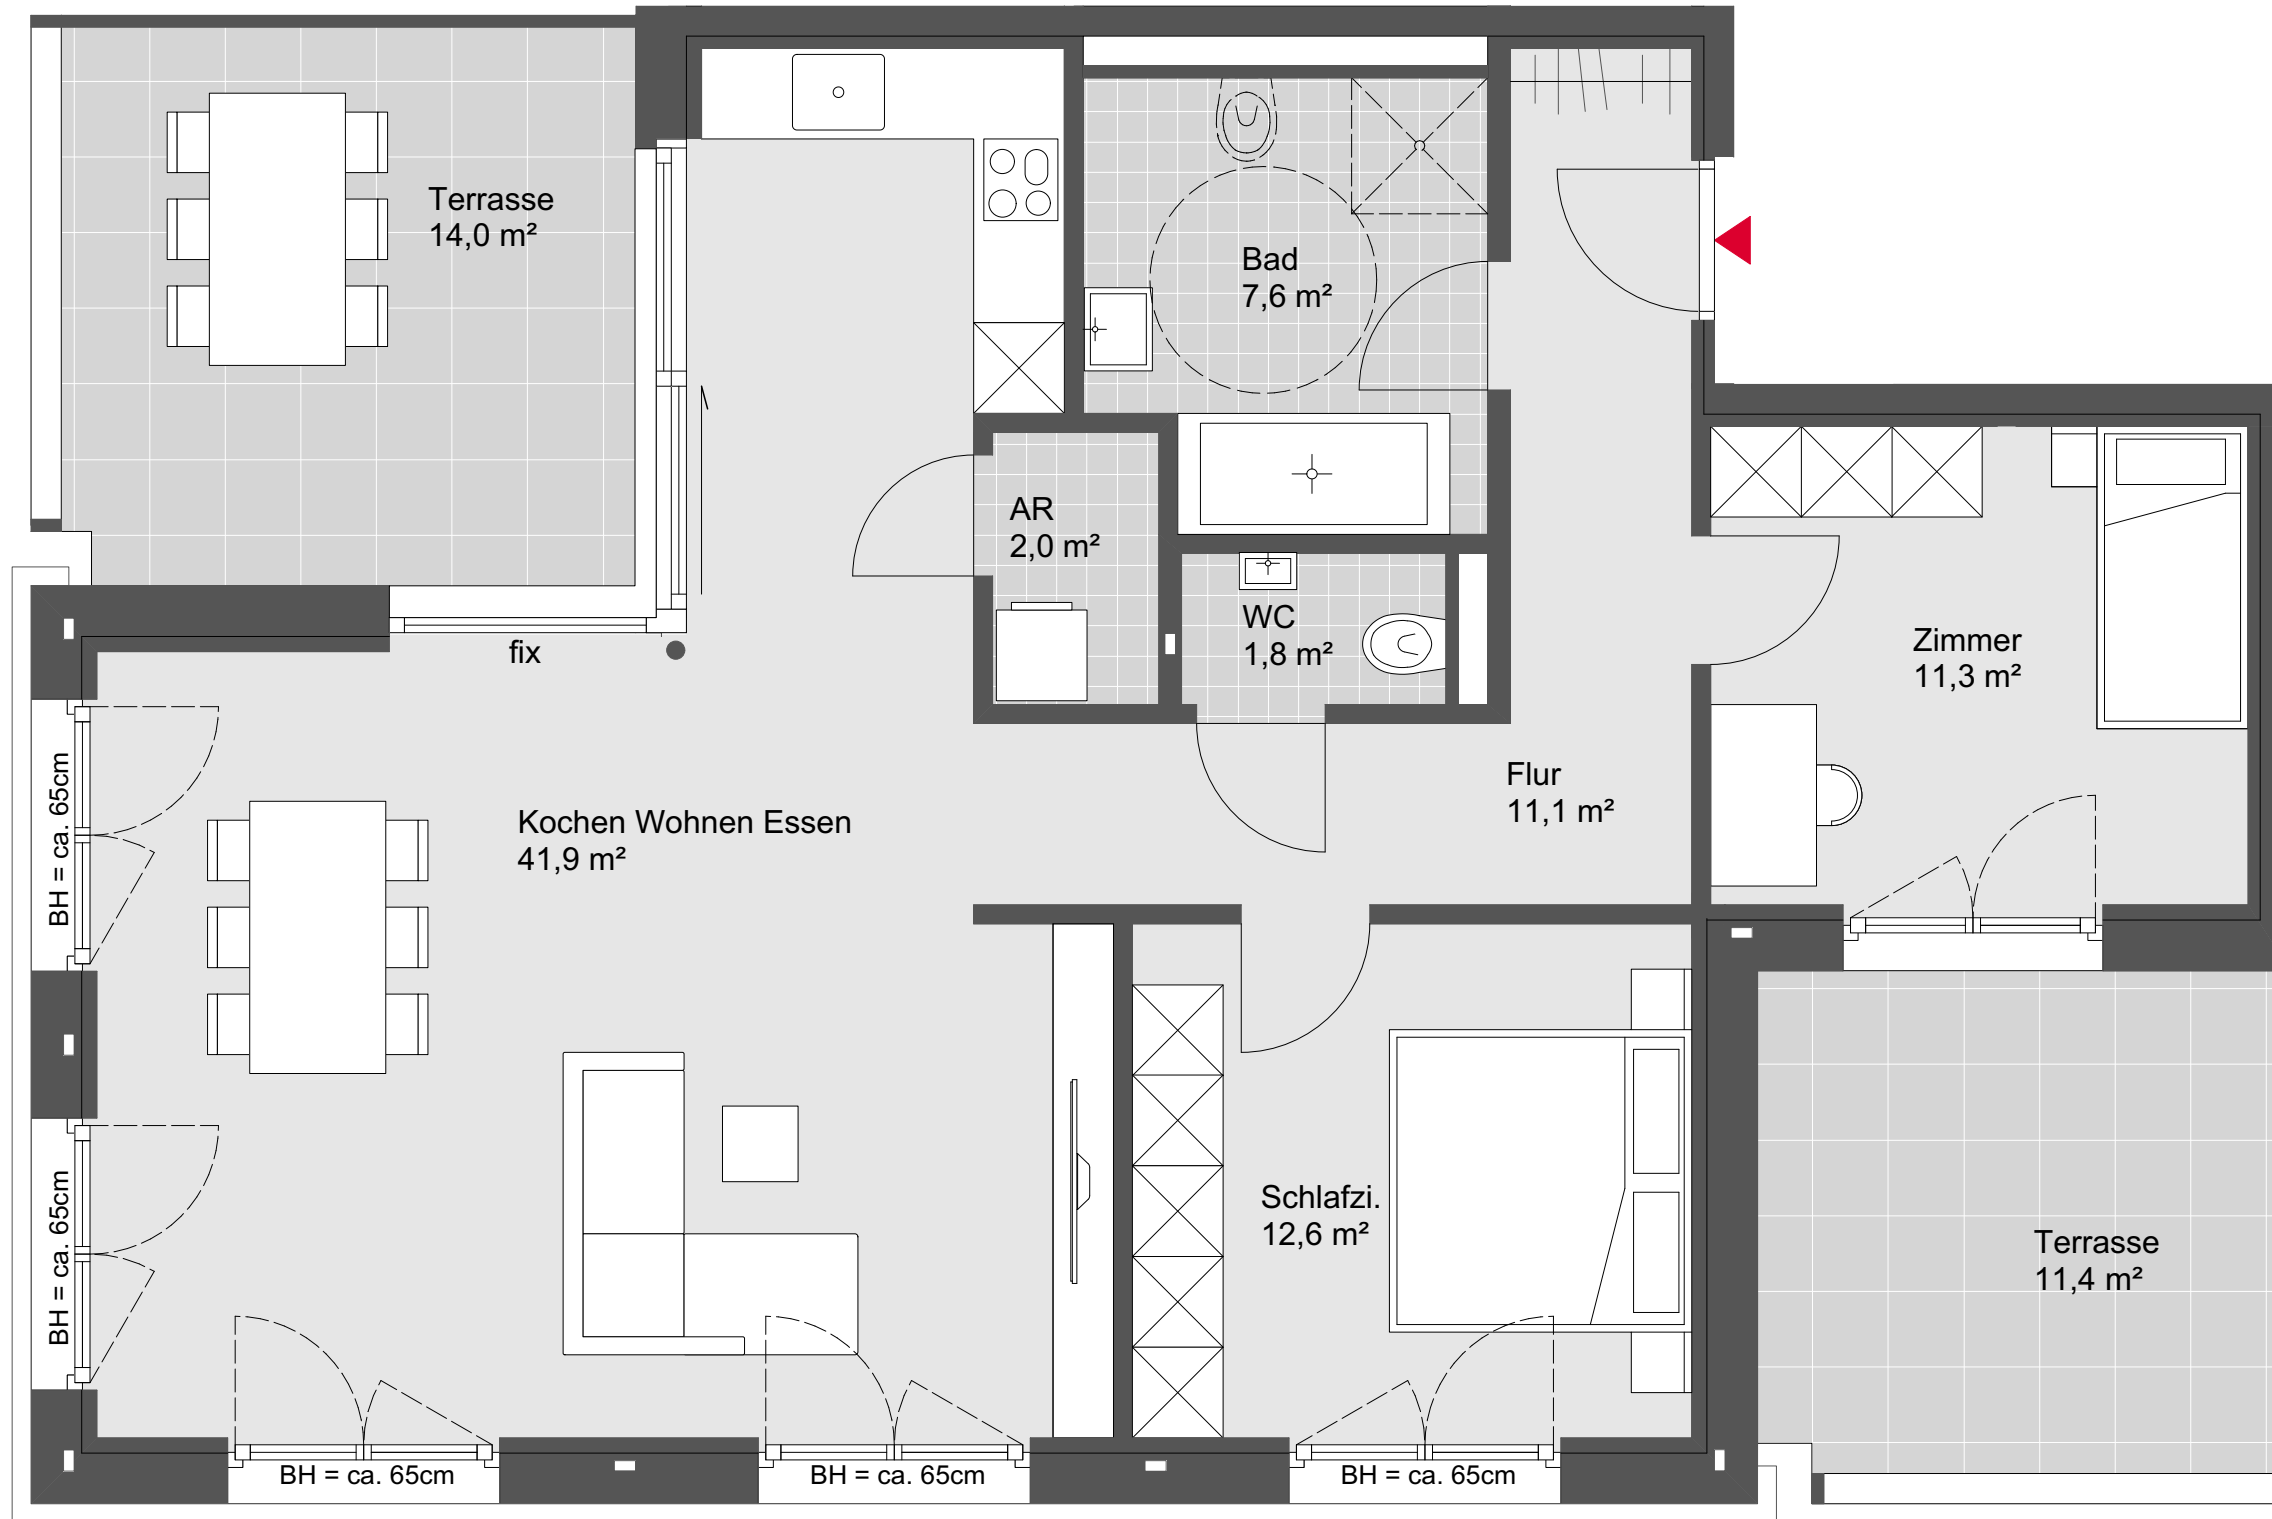 Terrasse
14,0 m²
Bad
7,6 m²
AR
2,0 m²
WC
1,8 m²
fix
Zimmer
11,3 m²
Flur
11,1 m²
Kochen Wohnen Essen
41,9 m²
BH = ca. 65cm
BH = ca. 65cm
Schlafzi.
12,6 m²
Terrasse
11,4 m²
BH = ca. 65cm
BH = ca. 65cm
BH = ca. 65cm